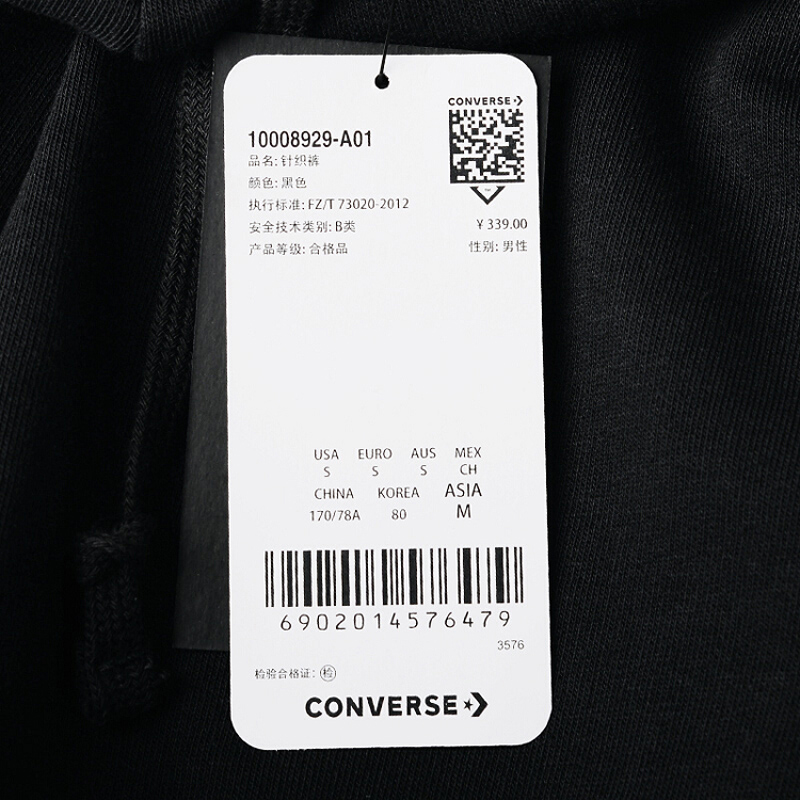 CONVERSE
10008929-A01
品名: 针织裤
颜色: 黑色
执行标准: FZ/T 73020-2012
安全技术类别: B类
¥ 339.00
产品等级: 合格品
性别: 男性
USA EURO AUS MEX
S S S CH
CHINA KOREA ASIA
170/78A 80 M
6902014576479
3576
检验合格证: 检
CONVERSE